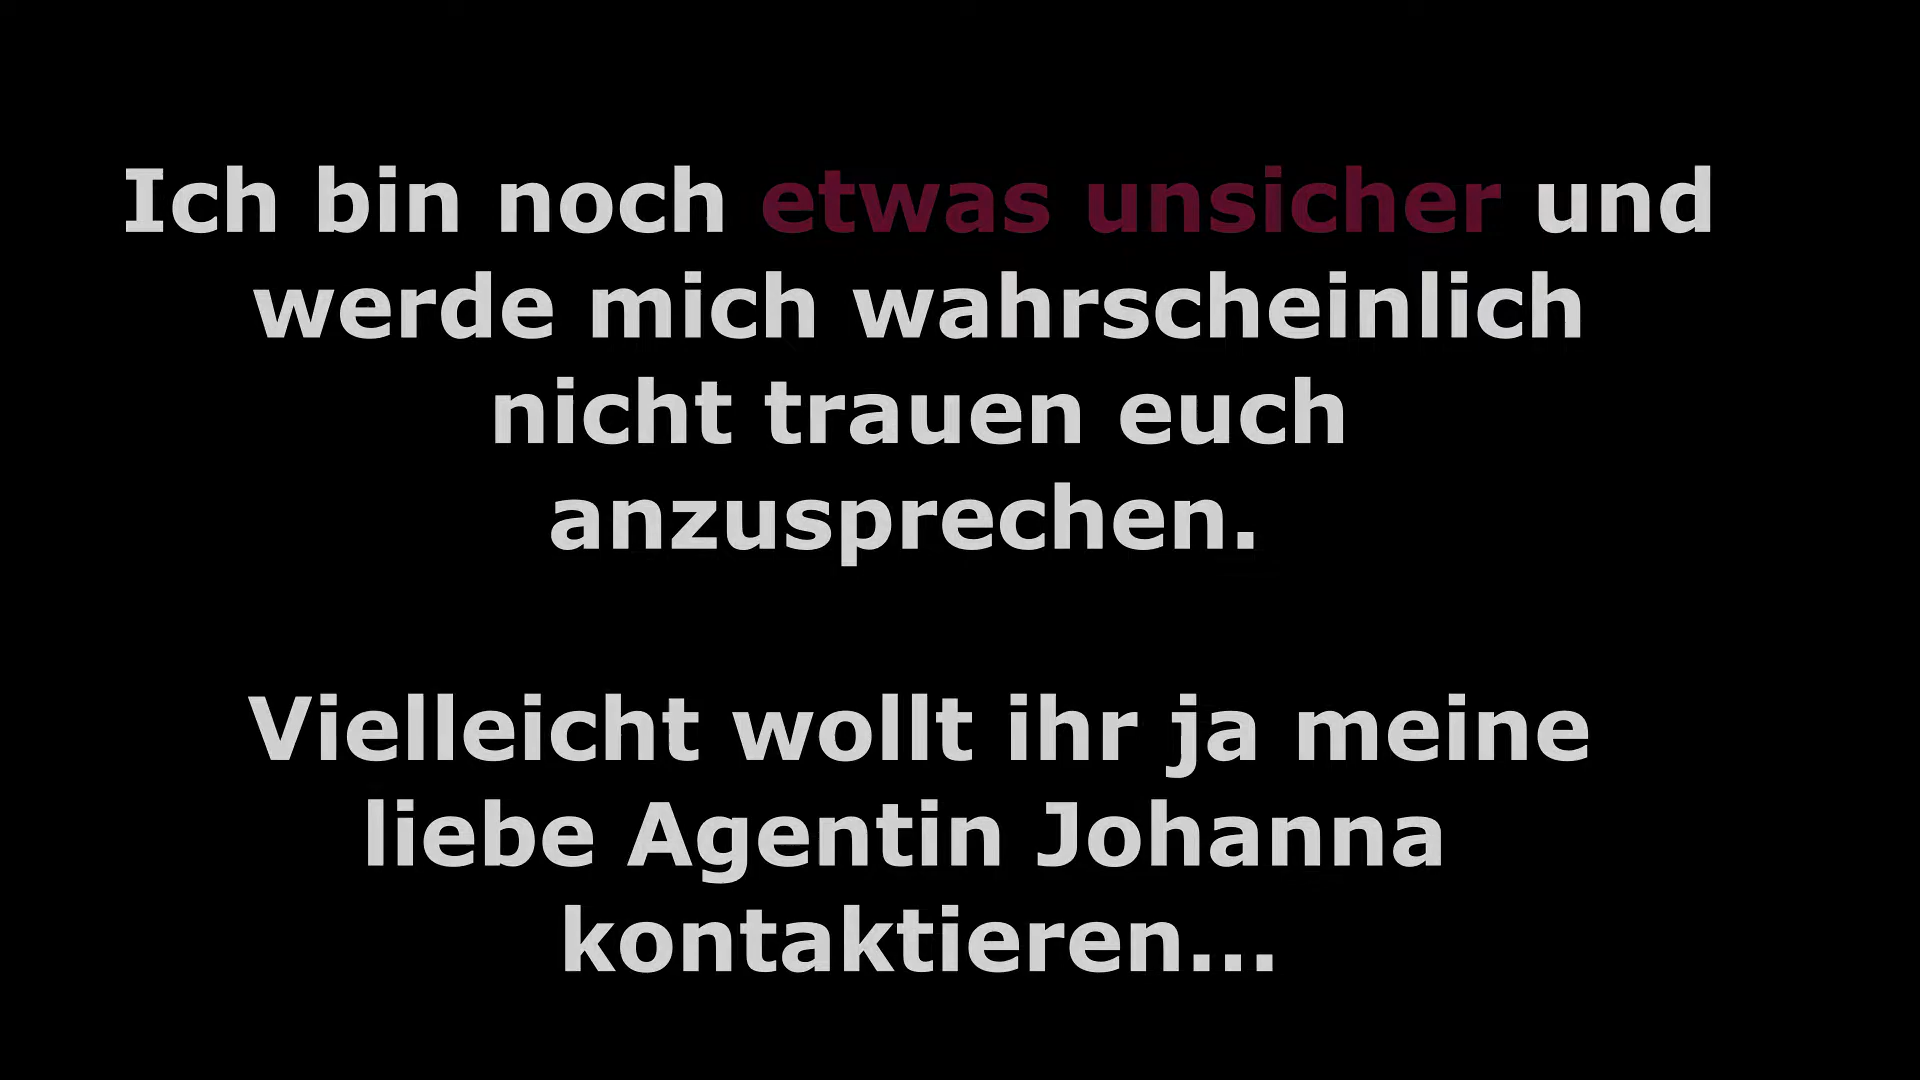 Ich bin noch etwas unsicher und
werde mich wahrscheinlich
nicht trauen euch
anzusprechen.
Vielleicht wollt ihr ja meine
liebe Agentin Johanna
kontaktieren...